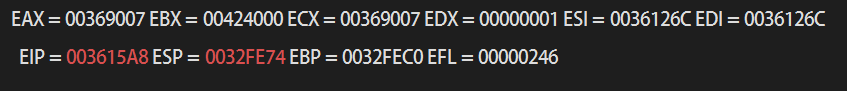 EAX = 00369007 EBX = 00424000 ECX = 00369007 EDX = 00000001 ESI = 0036126C EDI = 0036126C
EIP = 003615A8 ESP = 0032FE74 EBP = 0032FEC0 EFL = 00000246